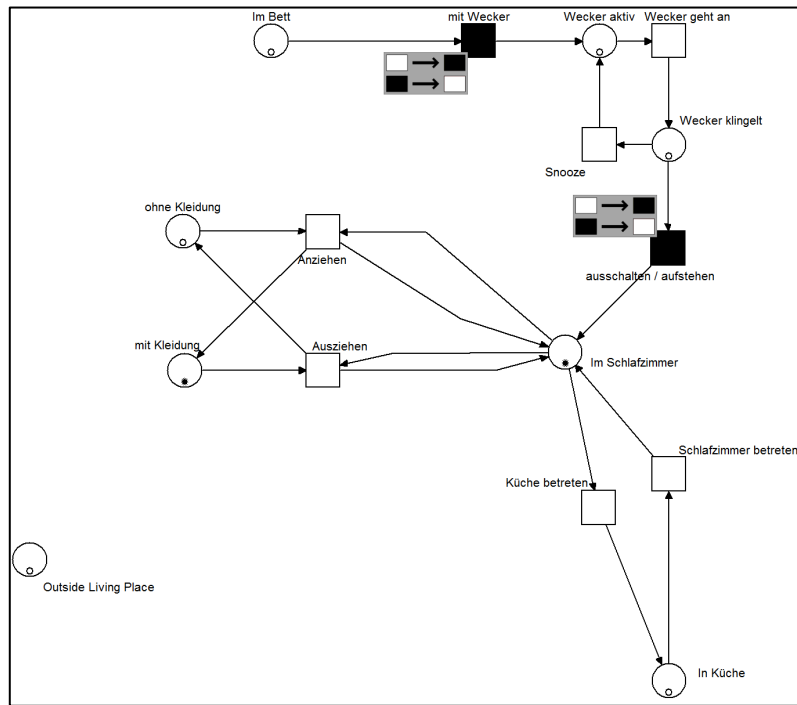 Im Bett
mit Wecker
Wecker aktiv
Wecker geht an
Wecker klingelt
Snooze
ohne Kleidung
Anziehen
ausschalten / aufstehen
mit Kleidung
Ausziehen
Im Schlafzimmer
Schlafzimmer betreten
Küche betreten
Outside Living Place
In Küche